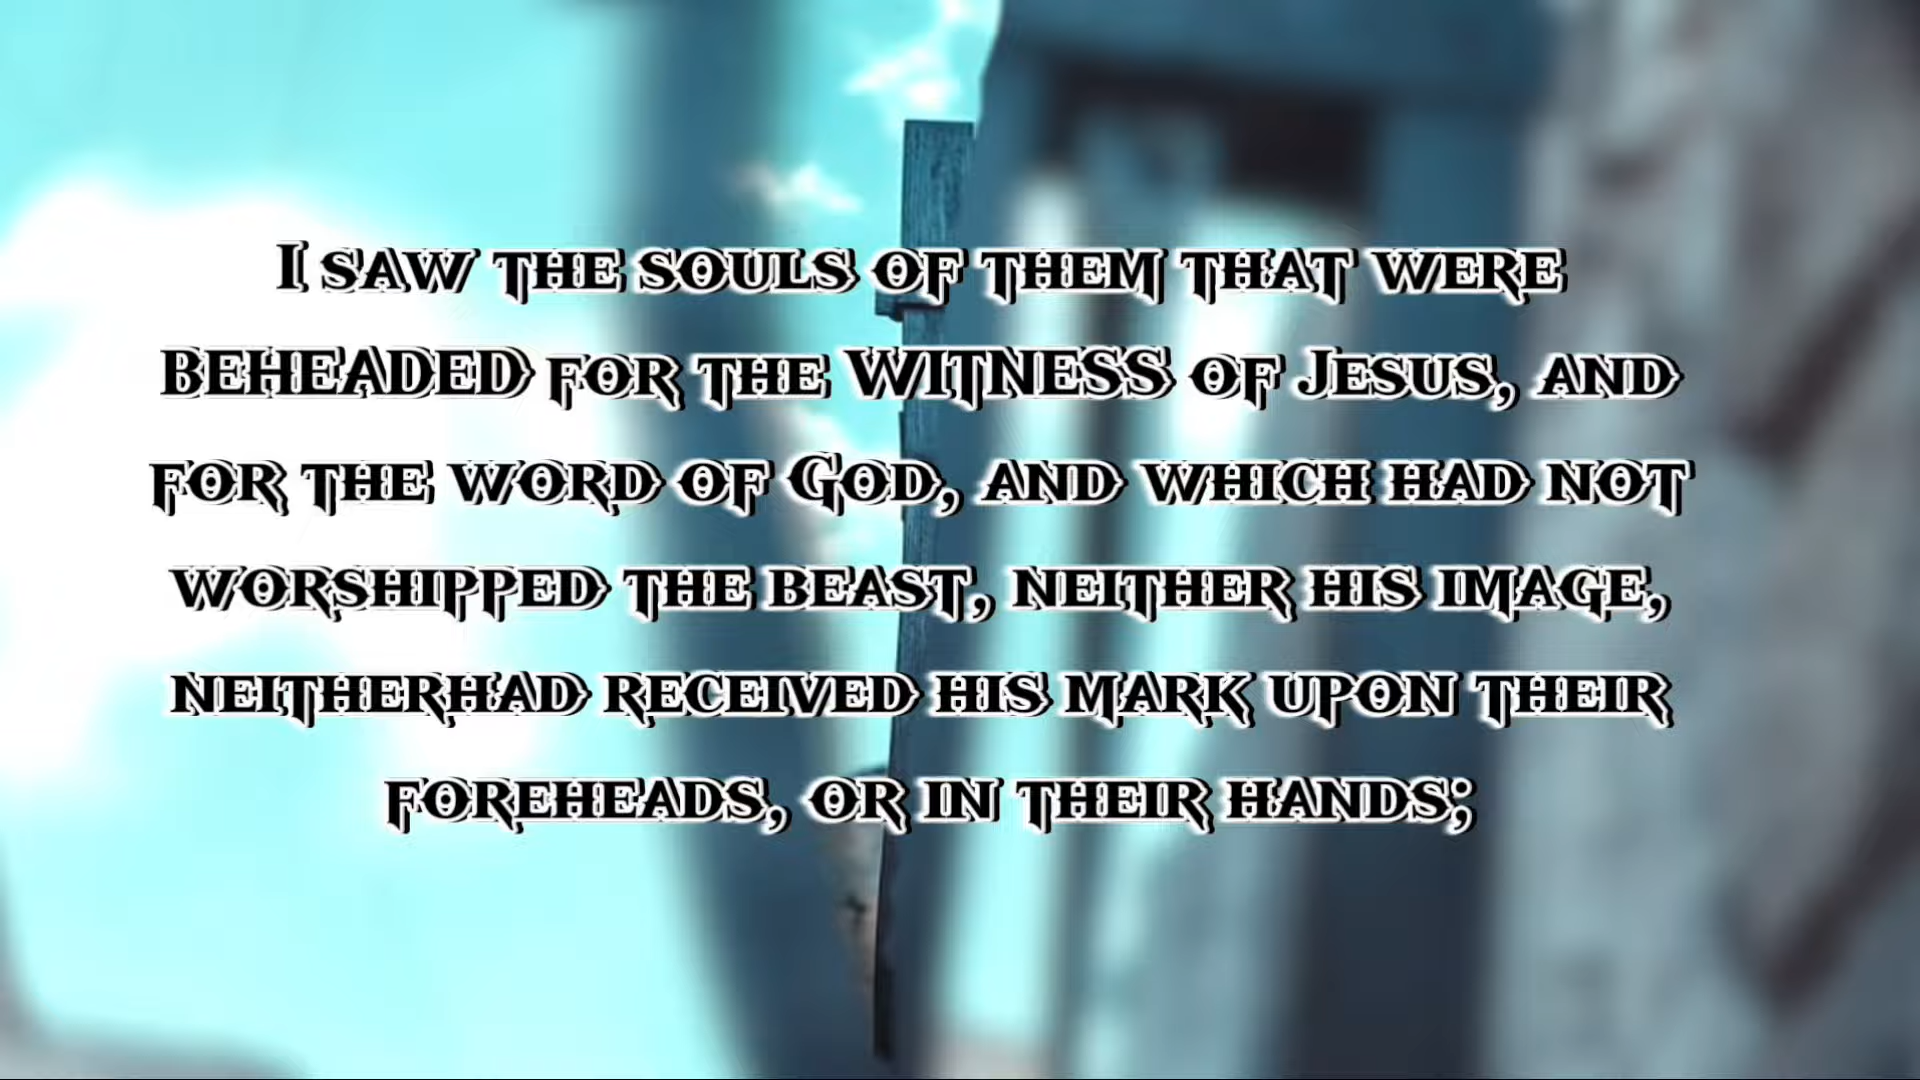 I saw the souls of them that were
BEHEADED for the WITNESS of Jesus, and
for the word of God, and which had not
worshipped the beast, neither his image,
neitherhad received his mark upon their
foreheads, or in their hands;